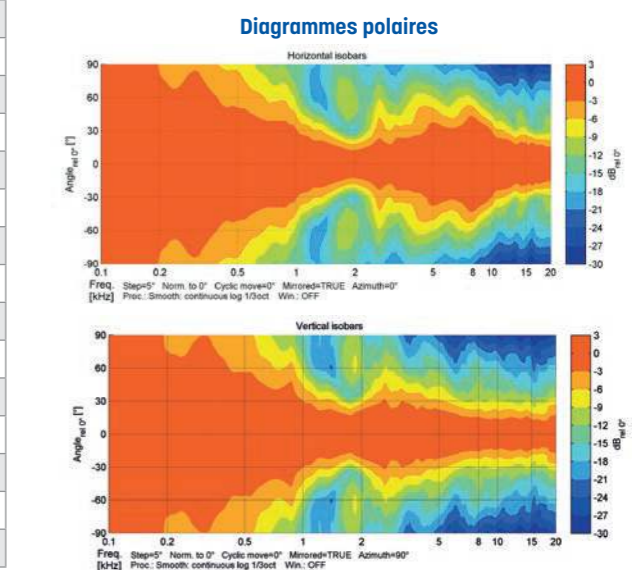 Diagrammes polaires
Horizontal isobars
90
60
30
0
-30
-60
-90
Angle rel 0° [°]
0.1 0.2 0.5 1 2 5 8 10 15 20
Freq. [kHz]
Step=5° Norm. to 0° Cyclic move=0° Mirrored=TRUE Azimuth=0°
Proc.: Smooth: continuous log 1/3oct Win.: OFF
3
0
-3
-6
-9
-12
-15
-18
-21
-24
-27
-30
dB rel 0°
Vertical isobars
90
60
30
0
-30
-60
-90
Angle rel 0° [°]
0.1 0.2 0.5 1 2 5 8 10 15 20
Freq. [kHz]
Step=5° Norm. to 0° Cyclic move=0° Mirrored=TRUE Azimuth=90°
Proc.: Smooth: continuous log 1/3oct Win.: OFF
3
0
-3
-6
-9
-12
-15
-18
-21
-24
-27
-30
dB rel 0°